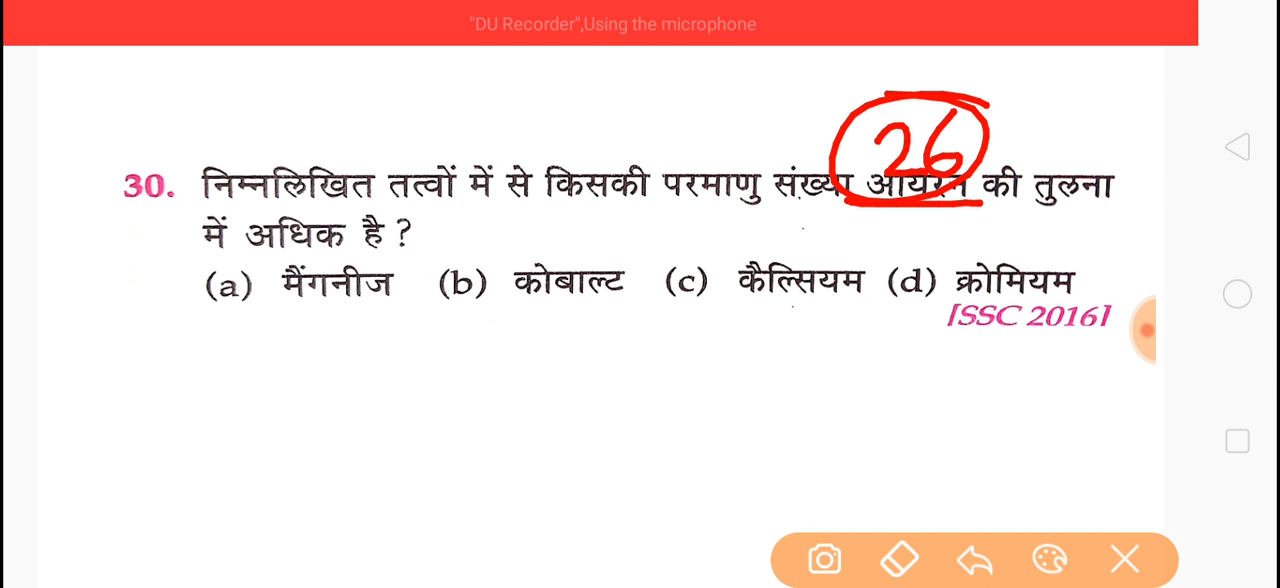 "DU Recorder",Using the microphone
26
30. निम्नलिखित तत्वों में से किसकी परमाणु संख्या आयरन की तुलना
में अधिक है ?
(a) मैंगनीज (b) कोबाल्ट (c) कैल्सियम (d) क्रोमियम
[SSC 2016]